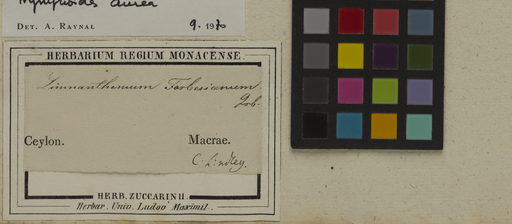 Nymphoides aurea
DET. A. RAYNAL 9. 1970
HERBARIUM REGIUM MONACENSE.
Limnanthemum Forbesianum
Grb.
Ceylon. Macrae.
C. Lindley.
HERB. ZUCCARINII.
Herbar. Univ. Ludov. Maximil.